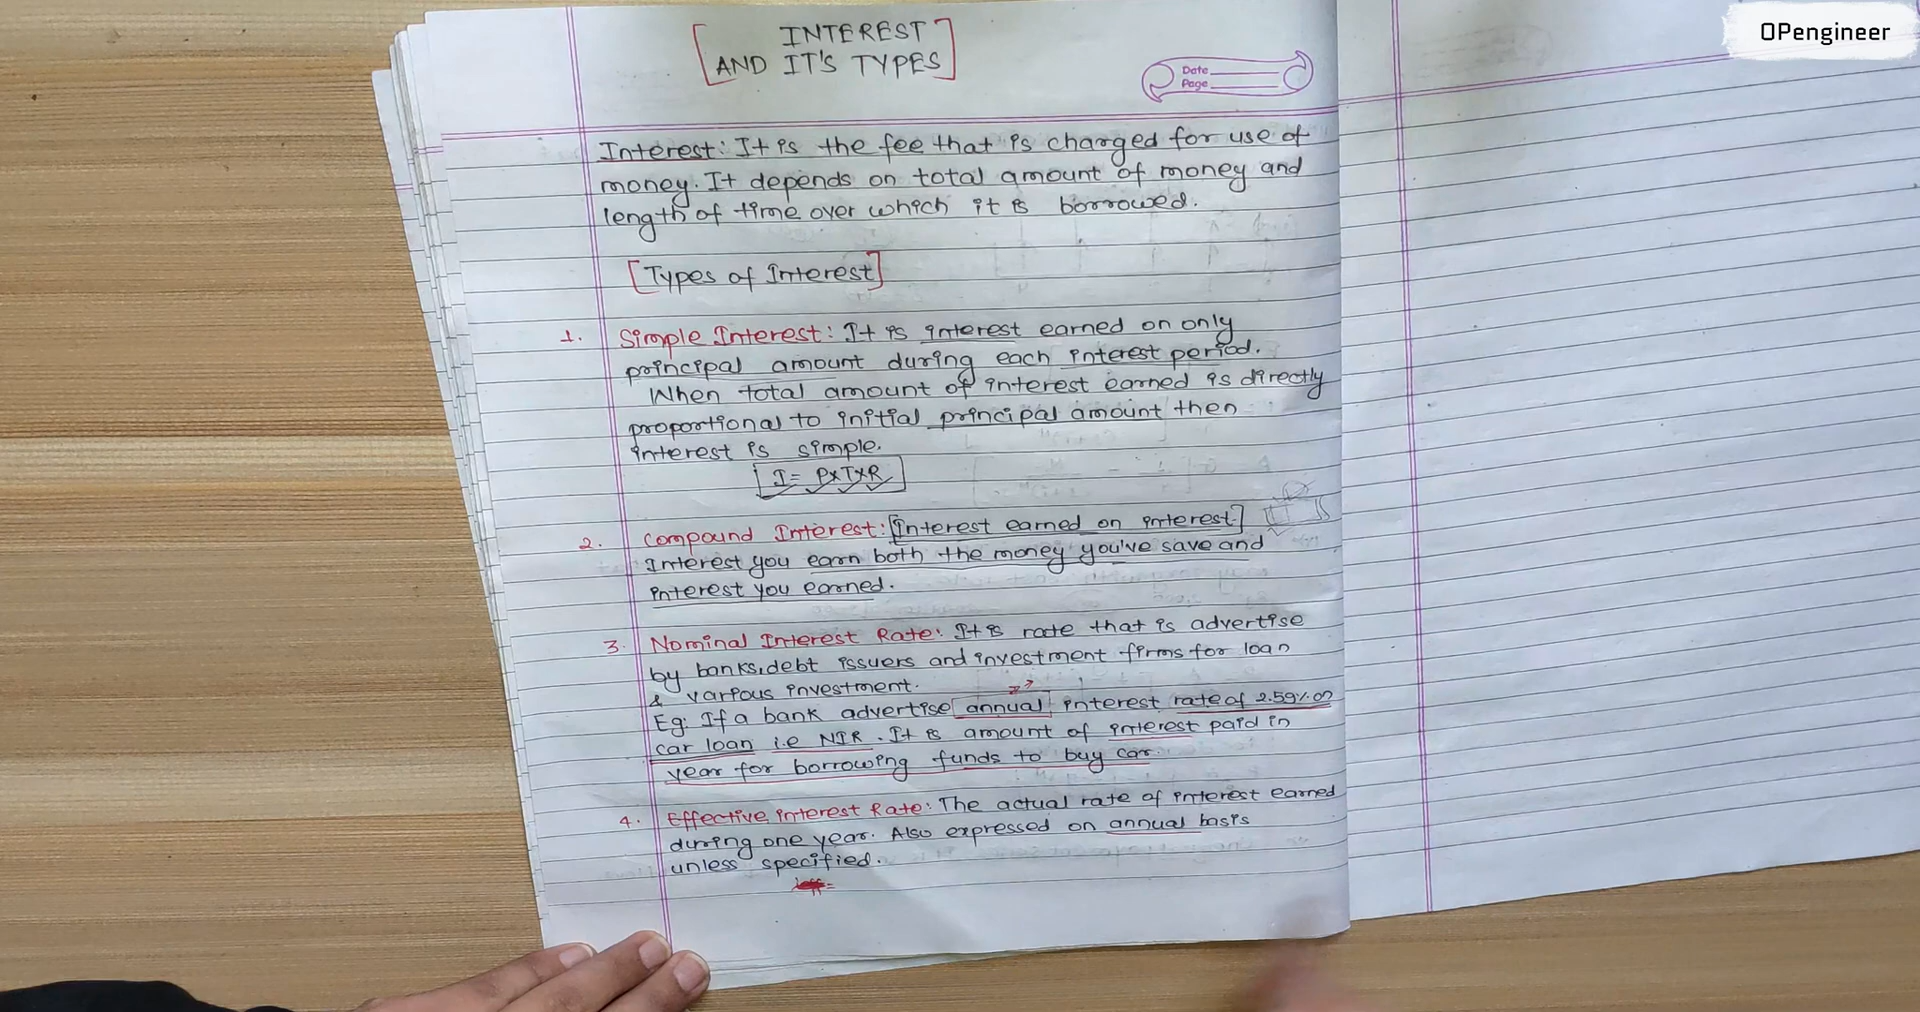 OPengineer
INTEREST
AND IT'S TYPES
Date
Page
Interest: It is the fee that is charged for use of
money. It depends on total amount of money and
length of time over which it is borrowed.
[Types of Interest]
1. Simple Interest: It is interest earned on only
principal amount during each interest period.
When total amount of interest earned is directly
proportional to initial principal amount then
interest is simple.
I = P×T×R
2. Compound Interest: [Interest earned on interest]
Interest you earn both the money you've save and
interest you earned.
3. Nominal Interest Rate: It is rate that is advertise
by banks, debt issuers and investment firms for loan
& various investment.
Eg: If a bank advertise annual interest rate of 2.59% on
car loan i.e NIR. It is amount of interest paid in
year for borrowing funds to buy car.
4. Effective interest Rate: The actual rate of interest earned
during one year. Also expressed on annual basis
unless specified.